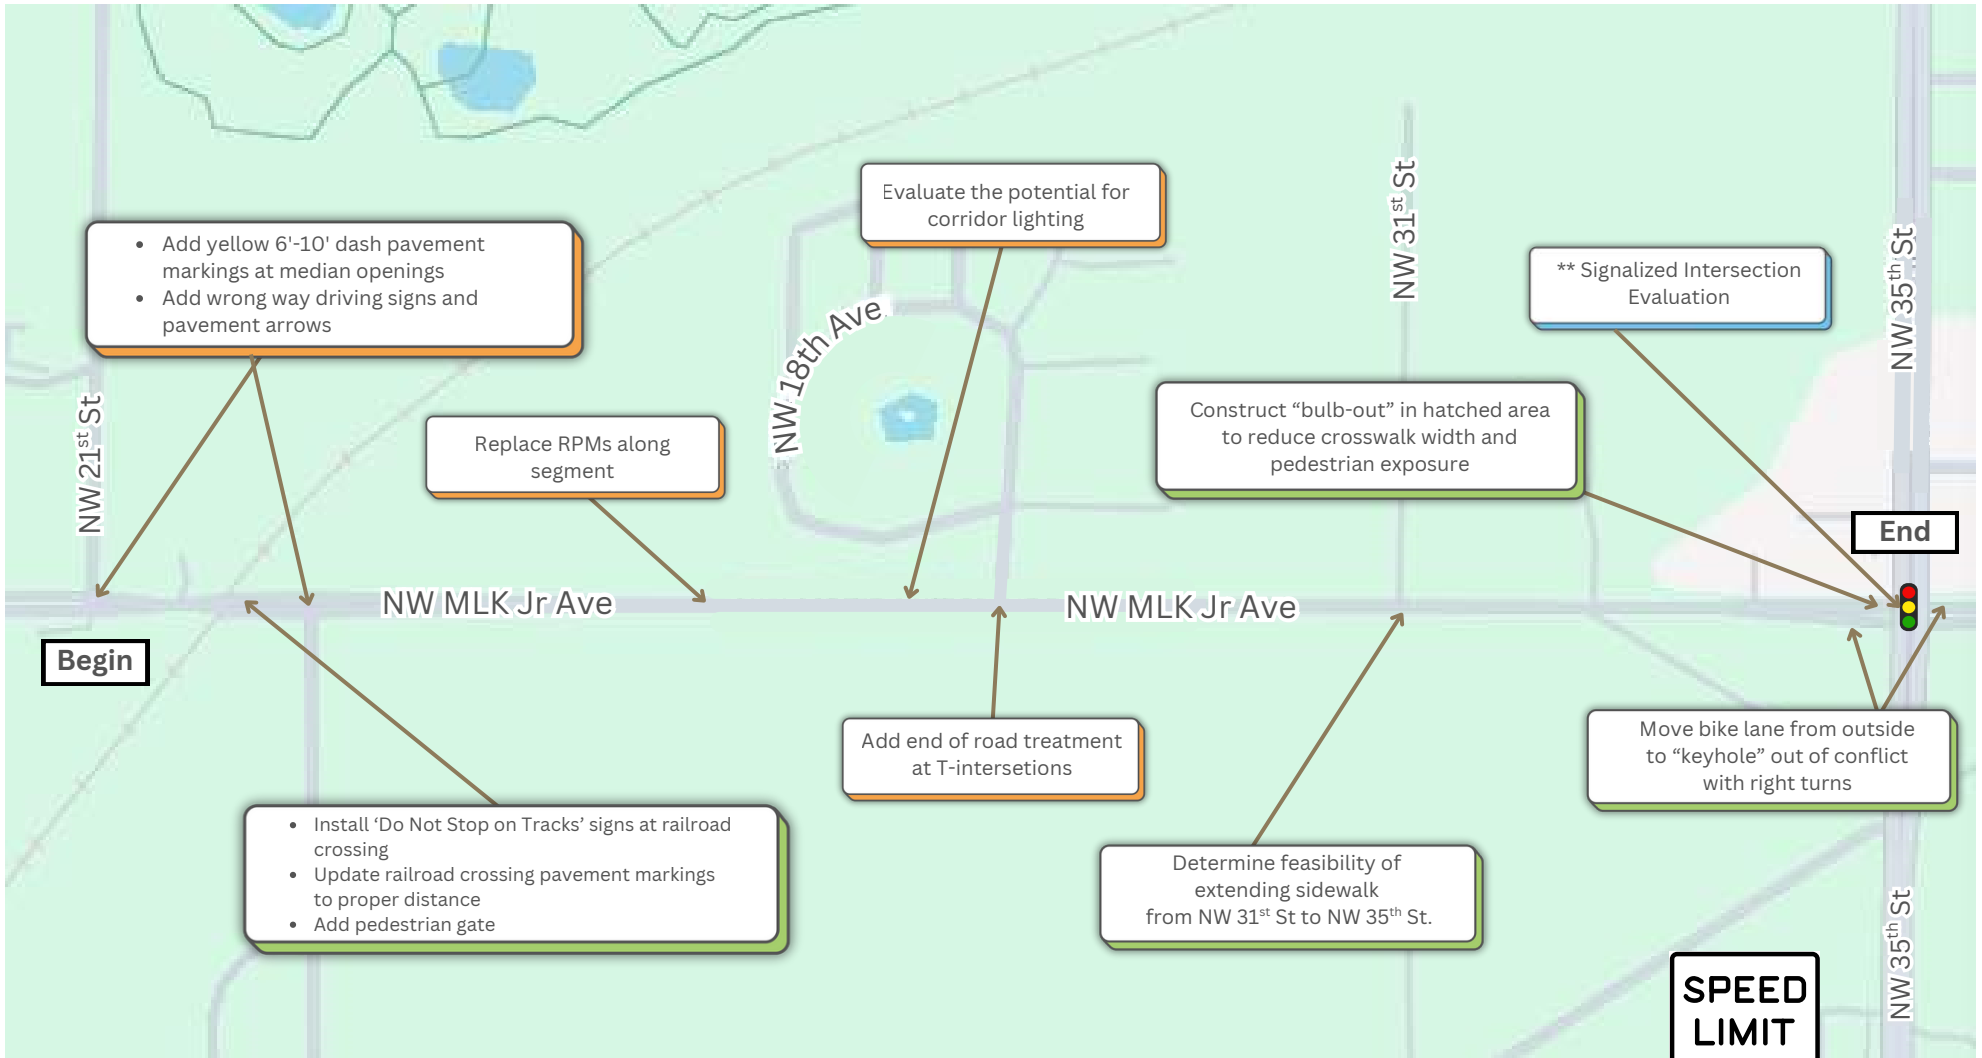 Evaluate the potential for
corridor lighting
NW 31st St
• Add yellow 6'-10' dash pavement
markings at median openings
• Add wrong way driving signs and
pavement arrows
** Signalized Intersection
Evaluation
NW 35th St
NW 18th Ave
NW 21st St
Replace RPMs along
segment
Construct “bulb-out” in hatched area
to reduce crosswalk width and
pedestrian exposure
End
NW MLK Jr Ave
NW MLK Jr Ave
Begin
Add end of road treatment
at T-intersetions
Move bike lane from outside
to “keyhole” out of conflict
with right turns
• Install ‘Do Not Stop on Tracks’ signs at railroad
crossing
• Update railroad crossing pavement markings
to proper distance
• Add pedestrian gate
Determine feasibility of
extending sidewalk
from NW 31st St to NW 35th St.
NW 35th St
SPEED
LIMIT